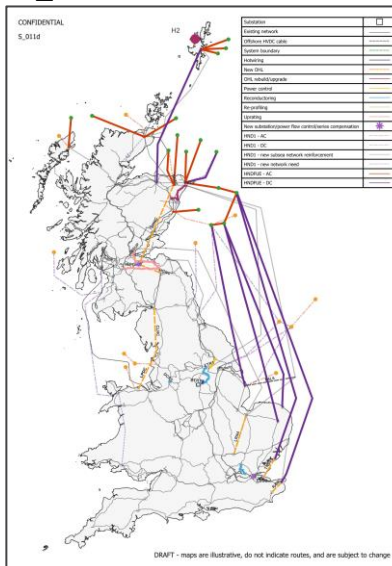 CONFIDENTIAL
S_011d
H2
Substation
Existing network
Offshore HVDC cable
System boundary
Hotwiring
New OHL
OHL rebuild/upgrade
Power control
Reconductoring
Re-profiling
Uprating
New substation/power flow control/series compensation
HND1 - AC
HND1 - DC
HND1 - new subsea network reinforcement
HND1 - new network need
HNDFUE - AC
HNDFUE - DC
DRAFT - maps are illustrative, do not indicate routes, and are subject to change